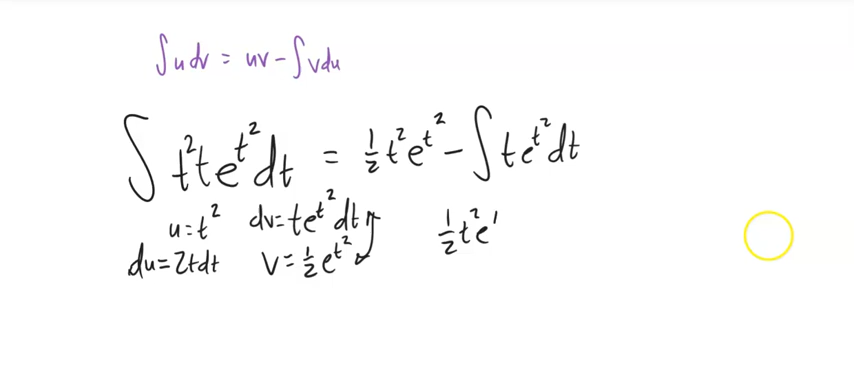 ∫udv = uv - ∫vdu
∫ t²te^t² dt = ½t²e^t² - ∫te^t² dt
u=t² dv=te^t² dt
du=2tdt v=½e^t² ½t²e'